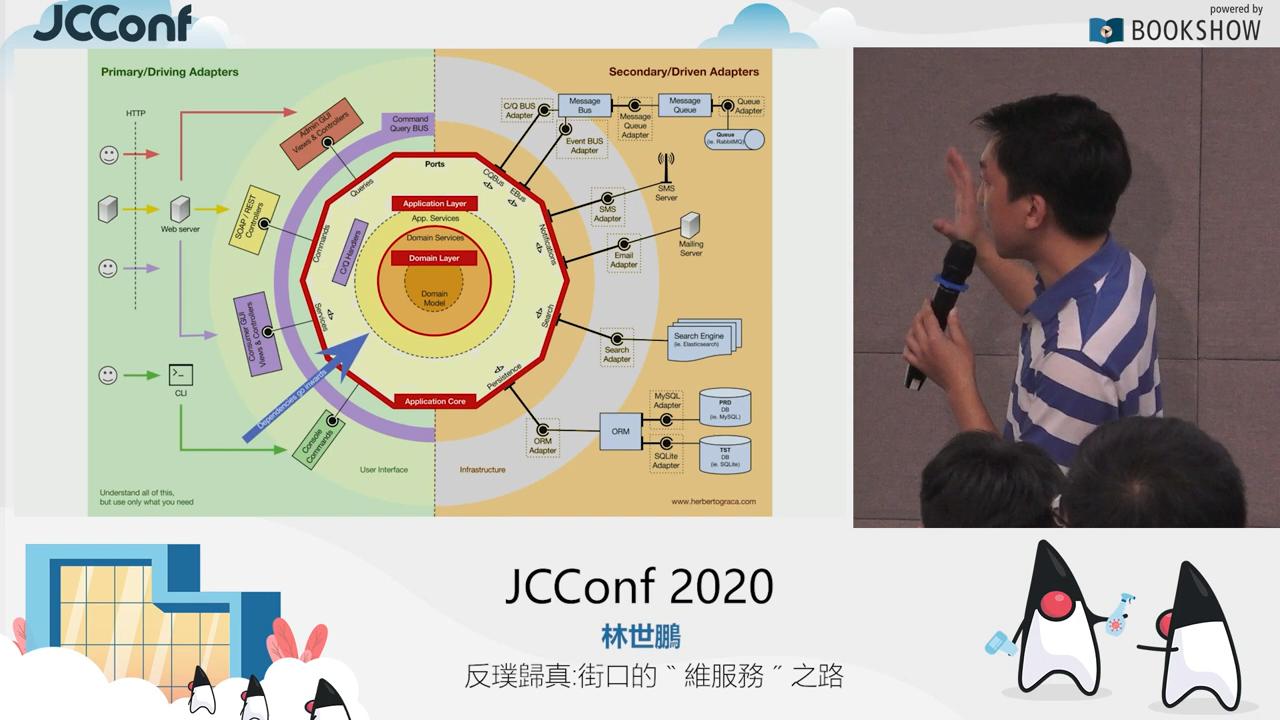 JCConf
powered by
BOOKSHOW
Primary/Driving Adapters
Secondary/Driven Adapters
HTTP
Web server
CLI
Admin GUI
Views & Controllers
SOAP / REST
Controllers
Consumer GUI
Views & Controllers
Console
Commands
Command
Query BUS
Ports
Queries
Commands
Services
C/Q Handlers
Application Layer
App. Services
Domain Services
Domain Layer
Domain
Model
Application Core
Dependencies go inwards
CQBus
</>
EBus
</>
Notifications
</>
Search
</>
Persistence
</>
</>
C/Q BUS
Adapter
Message
Bus
Message
Queue
Adapter
Message
Queue
Queue
Adapter
Queue
(ie. RabbitMQ)
Event BUS
Adapter
SMS
Server
SMS
Adapter
Mailing
Server
Email
Adapter
Search
Adapter
Search Engine
(ie. Elasticsearch)
ORM
Adapter
ORM
MySQL
Adapter
PRD
DB
(ie. MySQL)
SQLite
Adapter
TST
DB
(ie. SQLite)
User Interface
Infrastructure
Understand all of this,
but use only what you need
www.herbertograca.com
JCConf 2020
林世鵬
反璞歸真:街口的〝維服務〞之路